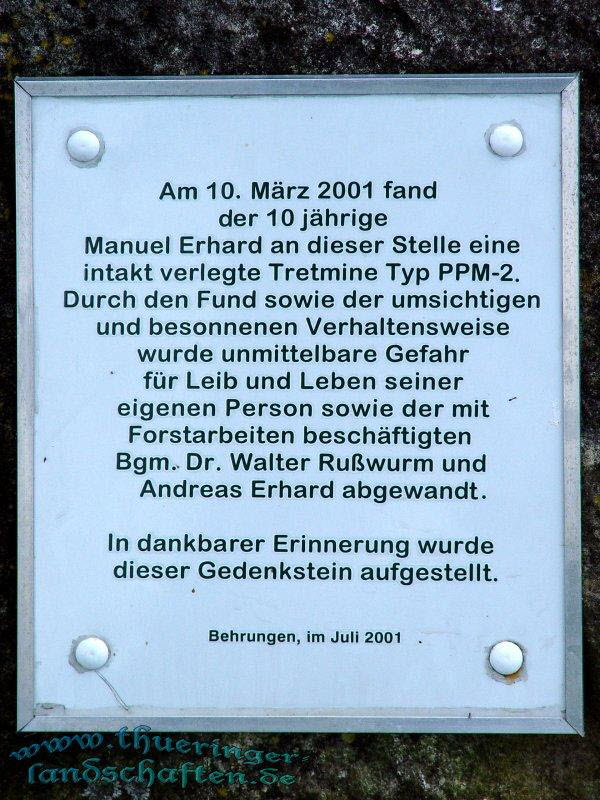 Am 10. März 2001 fand
der 10 jährige
Manuel Erhard an dieser Stelle eine
intakt verlegte Tretmine Typ PPM-2.
Durch den Fund sowie der umsichtigen
und besonnenen Verhaltensweise
wurde unmittelbare Gefahr
für Leib und Leben seiner
eigenen Person sowie der mit
Forstarbeiten beschäftigten
Bgm. Dr. Walter Rußwurm und
Andreas Erhard abgewandt.
In dankbarer Erinnerung wurde
dieser Gedenkstein aufgestellt.
Behrungen, im Juli 2001
www.thueringer-
landschaften.de